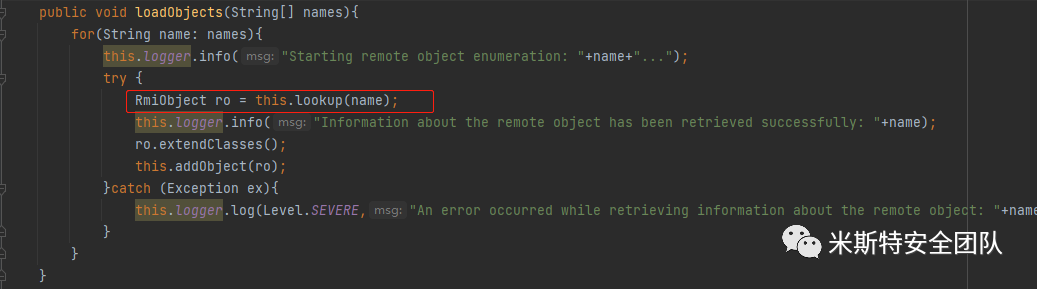 public void loadObjects(String[] names){
for(String name: names){
this.logger.info( msg: "Starting remote object enumeration: "+name+"...");
try {
RmiObject ro = this.lookup(name);
this.logger.info( msg: "Information about the remote object has been retrieved successfully: "+name);
ro.extendClasses();
this.addObject(ro);
}catch (Exception ex){
this.logger.log(Level.SEVERE, msg: "An error occurred while retrieving information about the remote object: "+name
}
}
}
米斯特安全团队